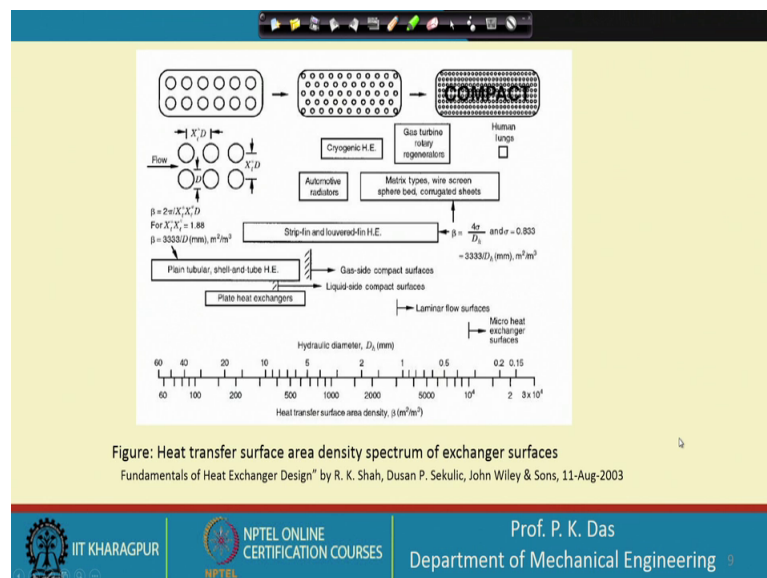 COMPACT
X*ₗD
Flow
D
X*ₜD
β = 2π/X*ₜX*ₗD
For X*ₜX*ₗ = 1.88
β = 3333/D (mm), m²/m³
Cryogenic H.E.
Gas turbine
rotary
regenerators
Human
lungs
Automotive
radiators
Matrix types, wire screen
sphere bed, corrugated sheets
Strip-fin and louvered-fin H.E.
β = 4σ/Dₕ and σ = 0.833
= 3333/Dₕ (mm), m²/m³
Plain tubular, shell-and-tube H.E.
Gas-side compact surfaces
Liquid-side compact surfaces
Plate heat exchangers
Laminar flow surfaces
Micro heat
exchanger
surfaces
Hydraulic diameter, Dₕ (mm)
60 40 20 10 5 2 1 0.5 0.2 0.15
60 100 200 500 1000 2000 5000 10⁴ 2 3x10⁴
Heat transfer surface area density, β (m²/m³)
Figure: Heat transfer surface area density spectrum of exchanger surfaces
Fundamentals of Heat Exchanger Design” by R. K. Shah, Dusan P. Sekulic, John Wiley & Sons, 11-Aug-2003
IIT KHARAGPUR
NPTEL
NPTEL ONLINE
CERTIFICATION COURSES
Prof. P. K. Das
Department of Mechanical Engineering
9